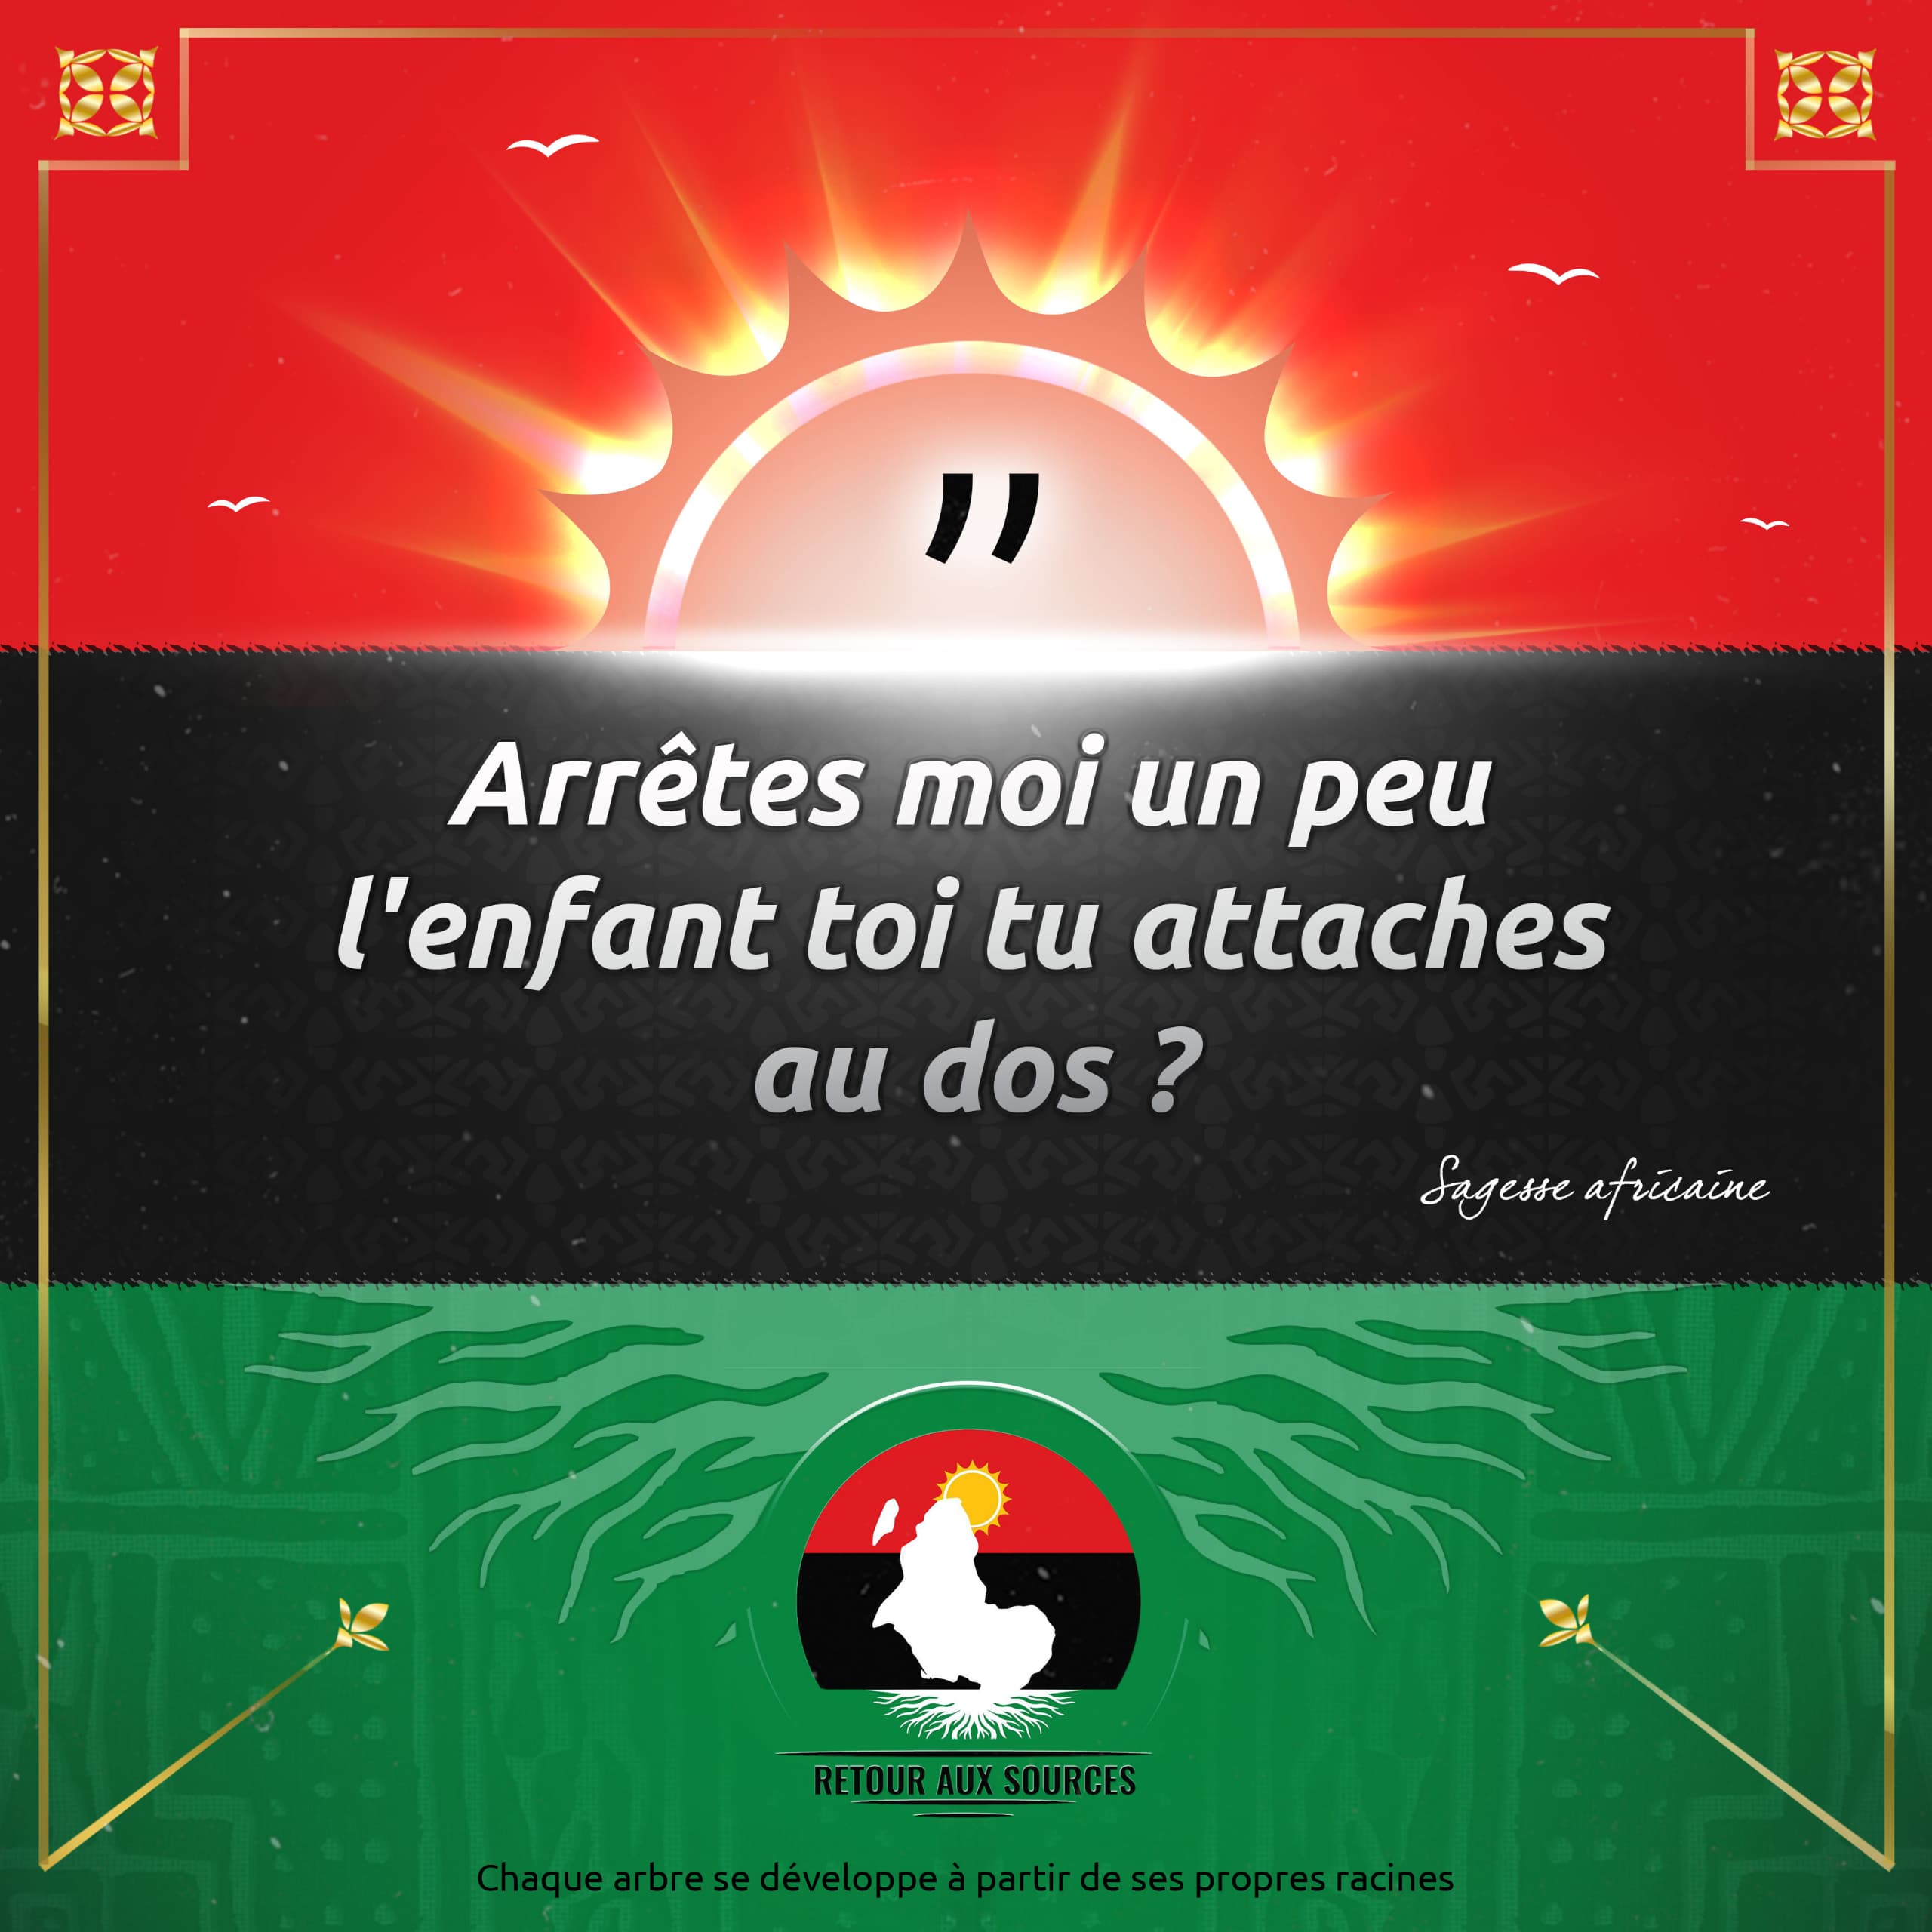 ”
Arrêtes moi un peu
l'enfant toi tu attaches
au dos ?
Sagesse africaine
RETOUR AUX SOURCES
Chaque arbre se développe à partir de ses propres racines